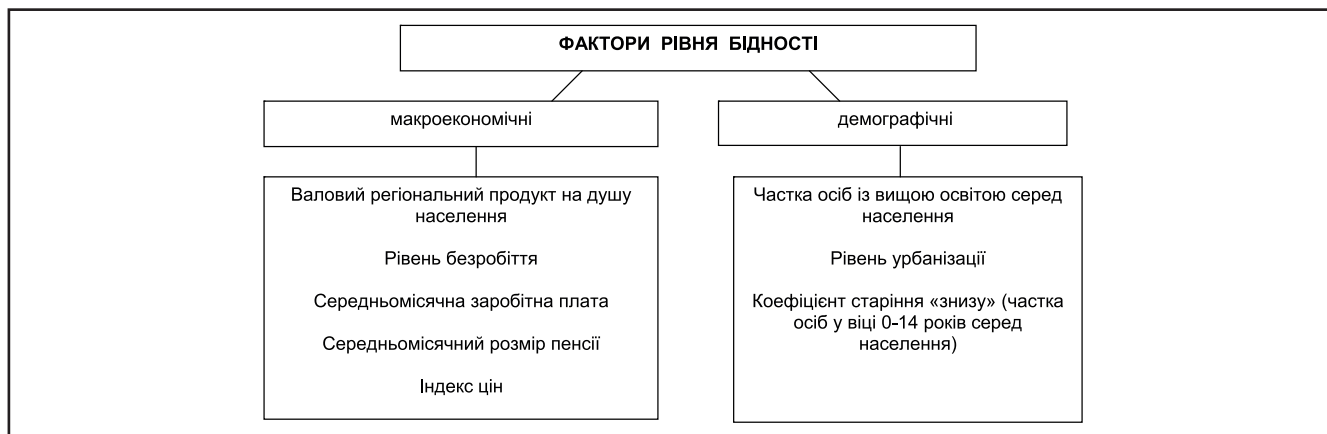 ФАКТОРИ РІВНЯ БІДНОСТІ
макроекономічні
демографічні
Валовий регіональний продукт на душу
населення
Рівень безробіття
Середньомісячна заробітна плата
Середньомісячний розмір пенсії
Індекс цін
Частка осіб із вищою освітою серед
населення
Рівень урбанізації
Коефіцієнт старіння «знизу» (частка
осіб у віці 0-14 років серед
населення)